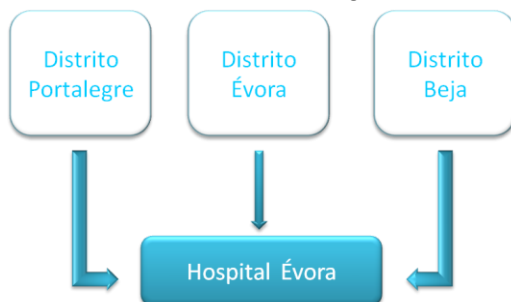 Distrito
Portalegre
Distrito
Évora
Distrito
Beja
Hospital Évora